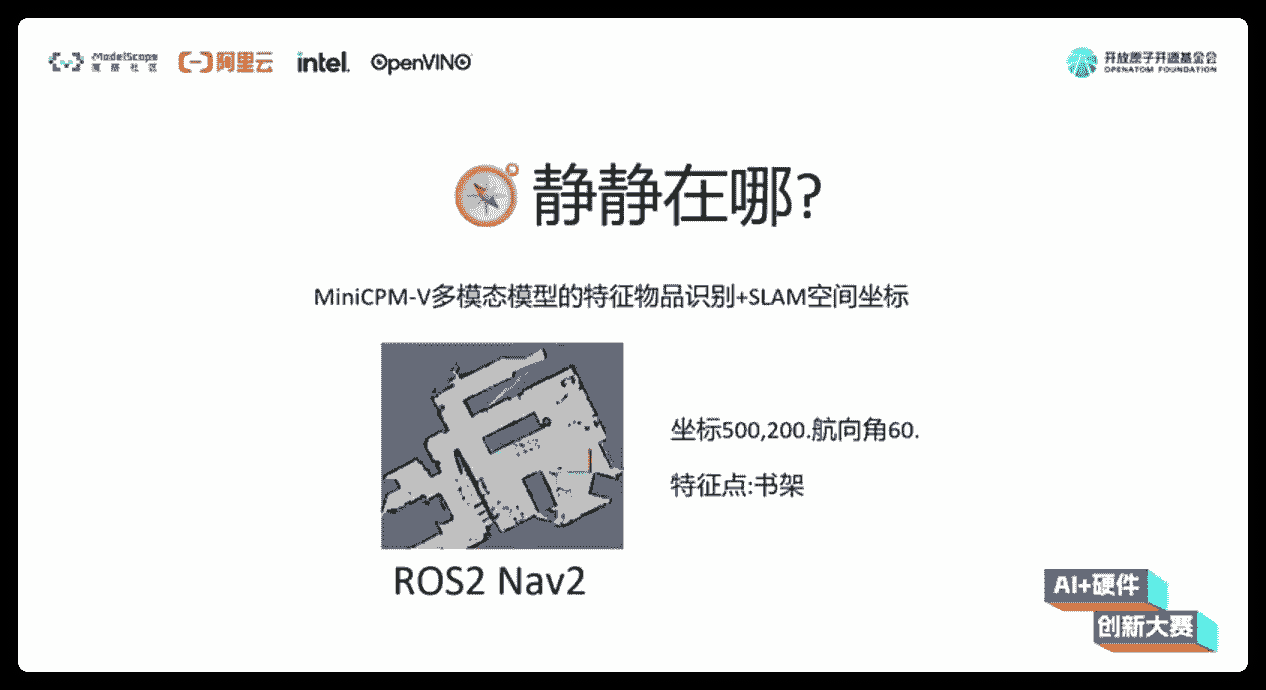 ModelScope
魔搭社区
阿里云
intel.
OpenVINO
开放原子开源基金会
OPENATOM FOUNDATION
静静在哪?
MiniCPM-V多模态模型的特征物品识别+SLAM空间坐标
坐标500,200.航向角60.
特征点:书架
ROS2 Nav2
AI+硬件
创新大赛